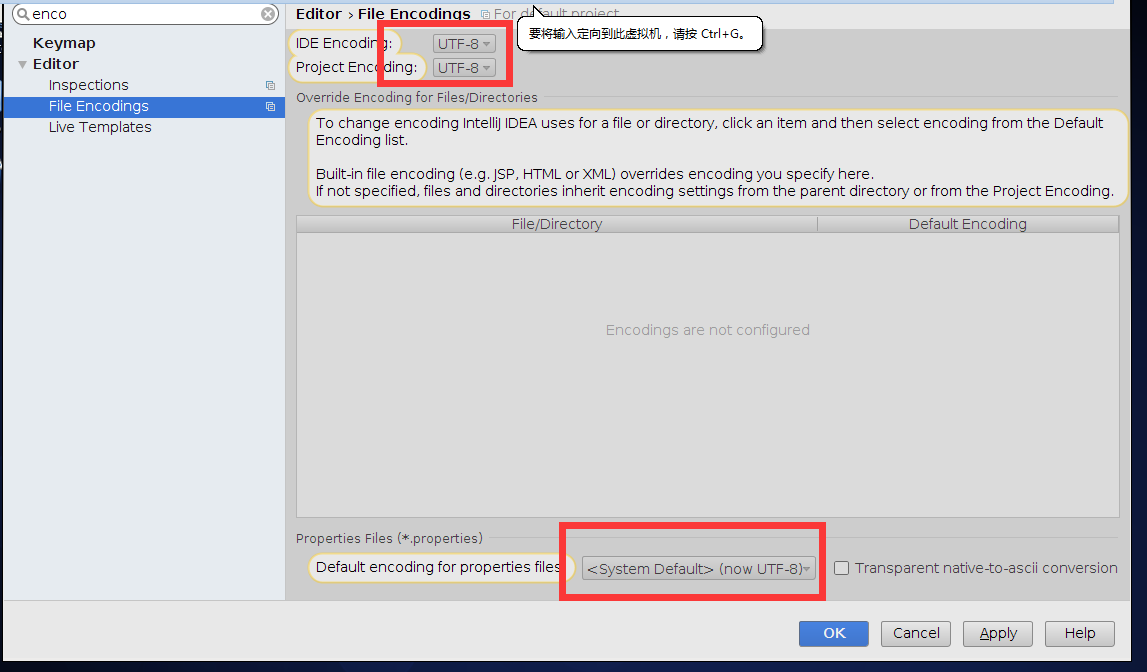 enco
Keymap
Editor
Inspections
File Encodings
Live Templates
Editor › File Encodings For default project
要将输入定向到此虚拟机，请按 Ctrl+G。
IDE Encoding: UTF-8
Project Encoding: UTF-8
Override Encoding for Files/Directories
To change encoding IntelliJ IDEA uses for a file or directory, click an item and then select encoding from the Default
Encoding list.
Built-in file encoding (e.g. JSP, HTML or XML) overrides encoding you specify here.
If not specified, files and directories inherit encoding settings from the parent directory or from the Project Encoding.
File/Directory Default Encoding
Encodings are not configured
Properties Files (*.properties)
Default encoding for properties files <System Default> (now UTF-8) Transparent native-to-ascii conversion
OK Cancel Apply Help